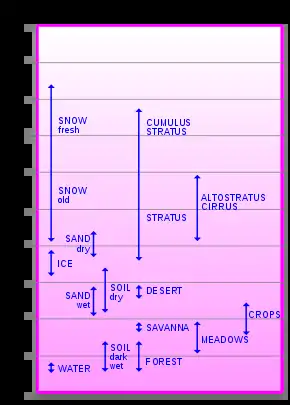 SNOW
fresh
CUMULUS
STRATUS
SNOW
old
ALTOSTRATUS
CIRRUS
STRATUS
SAND
dry
ICE
SOIL
dry
DESERT
SAND
wet
CROPS
SAVANNA
MEADOWS
SOIL
dark
wet
FOREST
WATER